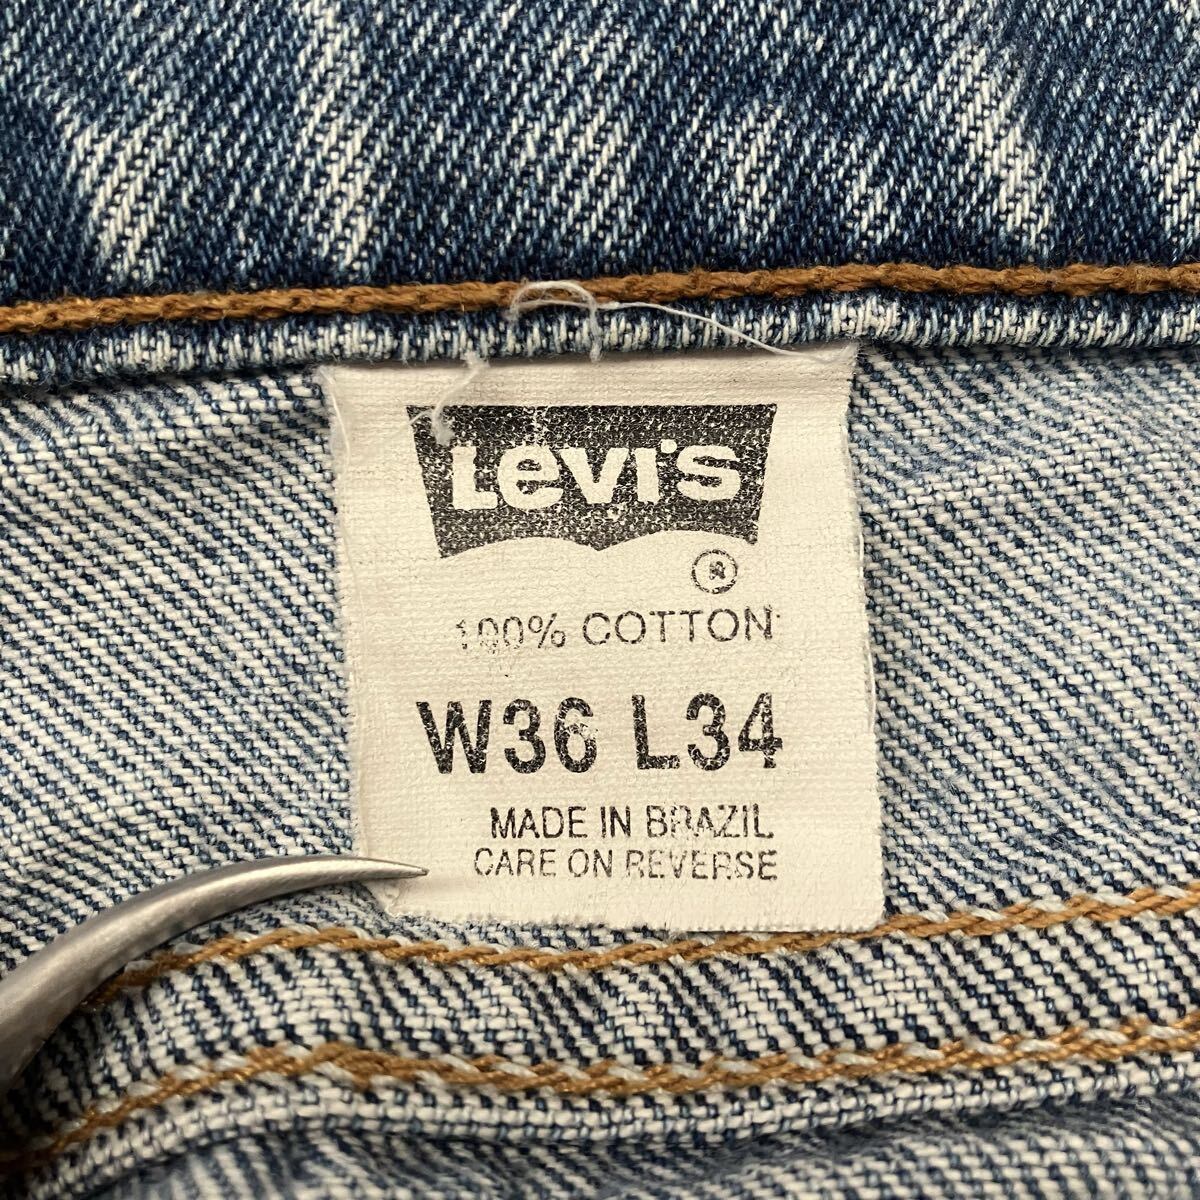 Levi's
®
100% COTTON
W36 L34
MADE IN BRAZIL
CARE ON REVERSE